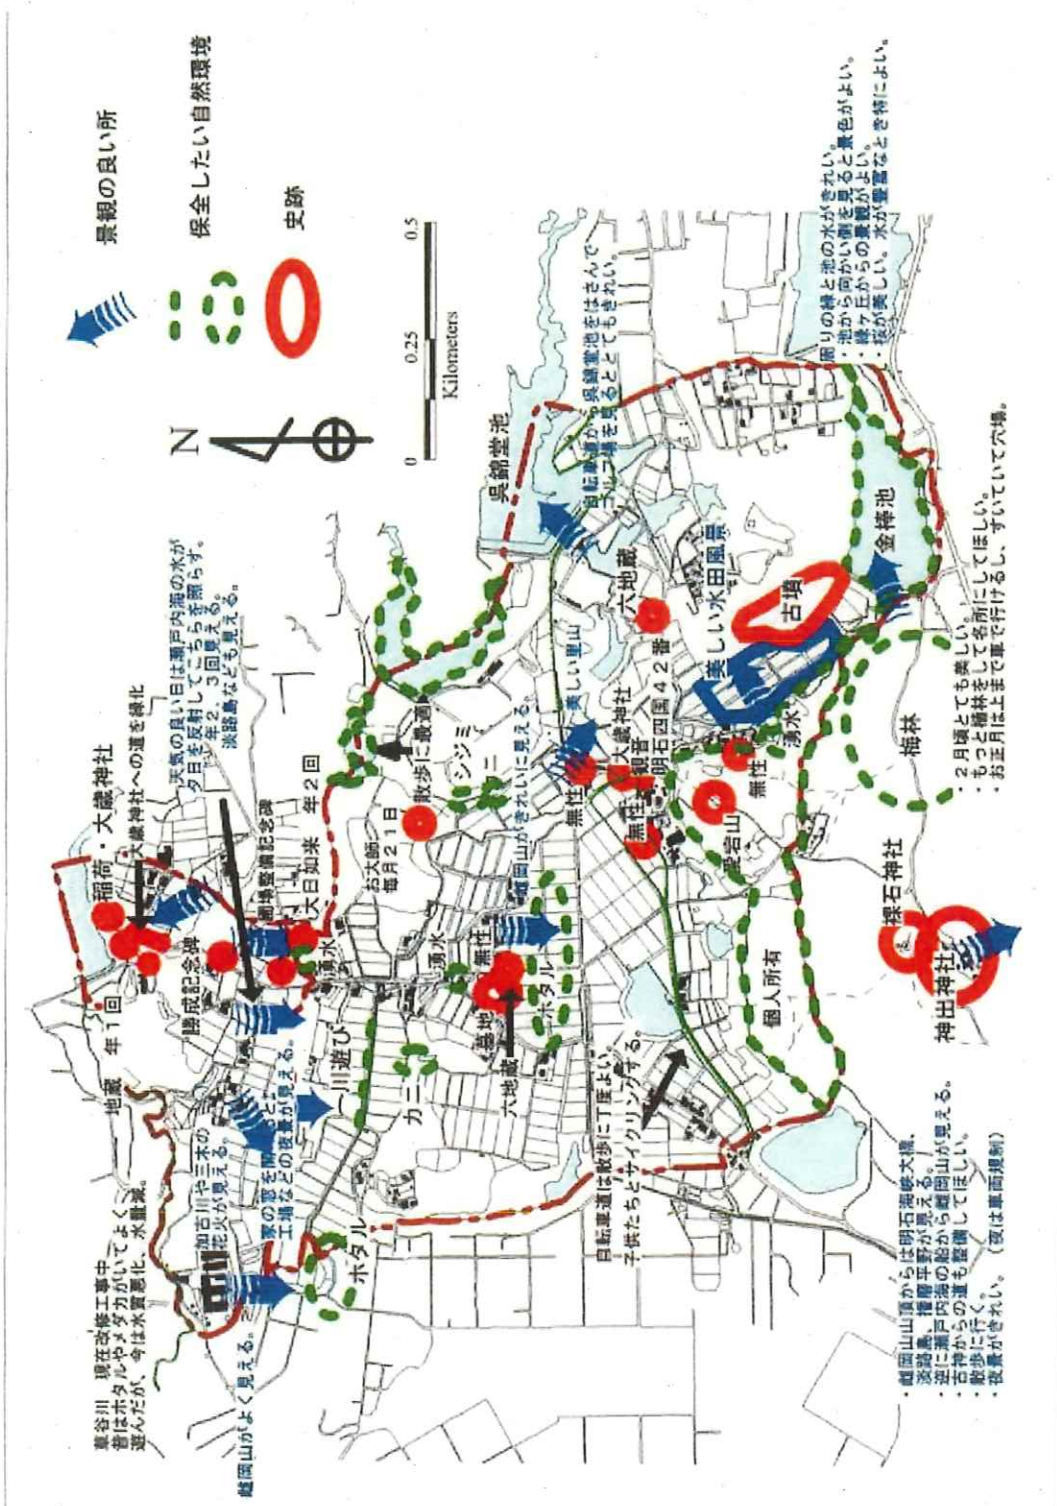 景観の良い所
保全したい自然環境
史跡
N
0
0.25
0.5
Kilometers
草谷川 現在改修工事中
昔はホタルやメダカがいてよく
遊んだが、今は水質悪化、水量減。
地蔵
年1回
稲荷・大歳神社
大歳神社への道を緑化
天気の良い日は瀬戸内海の水が
夕日を反射してこちらを照らす。
年2、3回見える。
淡路島なども見える。
勝成記念碑
圃場整備記念碑
加古川や三木の
花火が見える。
雌岡山がよく見える。
家の窓を開
工場などの夜景が見える。
川遊び
湧水
大日如来 年2回
ホタル
お大師
毎月21日
散歩に最適
カニ
湧水
墓地
無性
六地蔵
ホタル
雌岡山がきれいに見える。
呉錦堂池
自転車道から呉錦堂池をはさんで
ゴルフ場を見るととてもきれい。
美しい里山
六地蔵
無性
大歳神社
観音
明石四国42番
無性
美しい水田風景
古墳
湧水
無性
愛宕山
金棒池
周りの緑と池の水がきれい。
・池から向かい側を見ると景色がよい。
・緑ヶ丘からの景観がよい。
・桜が美しい。水が豊富なとき特によい。
自転車道は散歩に丁度よい。
子供たちとサイクリングする。
個人所有
梅林
・2月頃とても美しい。
・もっと植林をして名所にしてほしい。
・お正月は上まで車で行けるし、すいていて穴場。
裸石神社
神出神社
・雌岡山山頂からは明石海峡大橋、
淡路島、播磨平野が見える。
・逆に瀬戸内海の船から雌岡山が見える。
・古神からの道も整備してほしい。
・散歩に行く。
・夜景がきれい。（夜は車両規制）